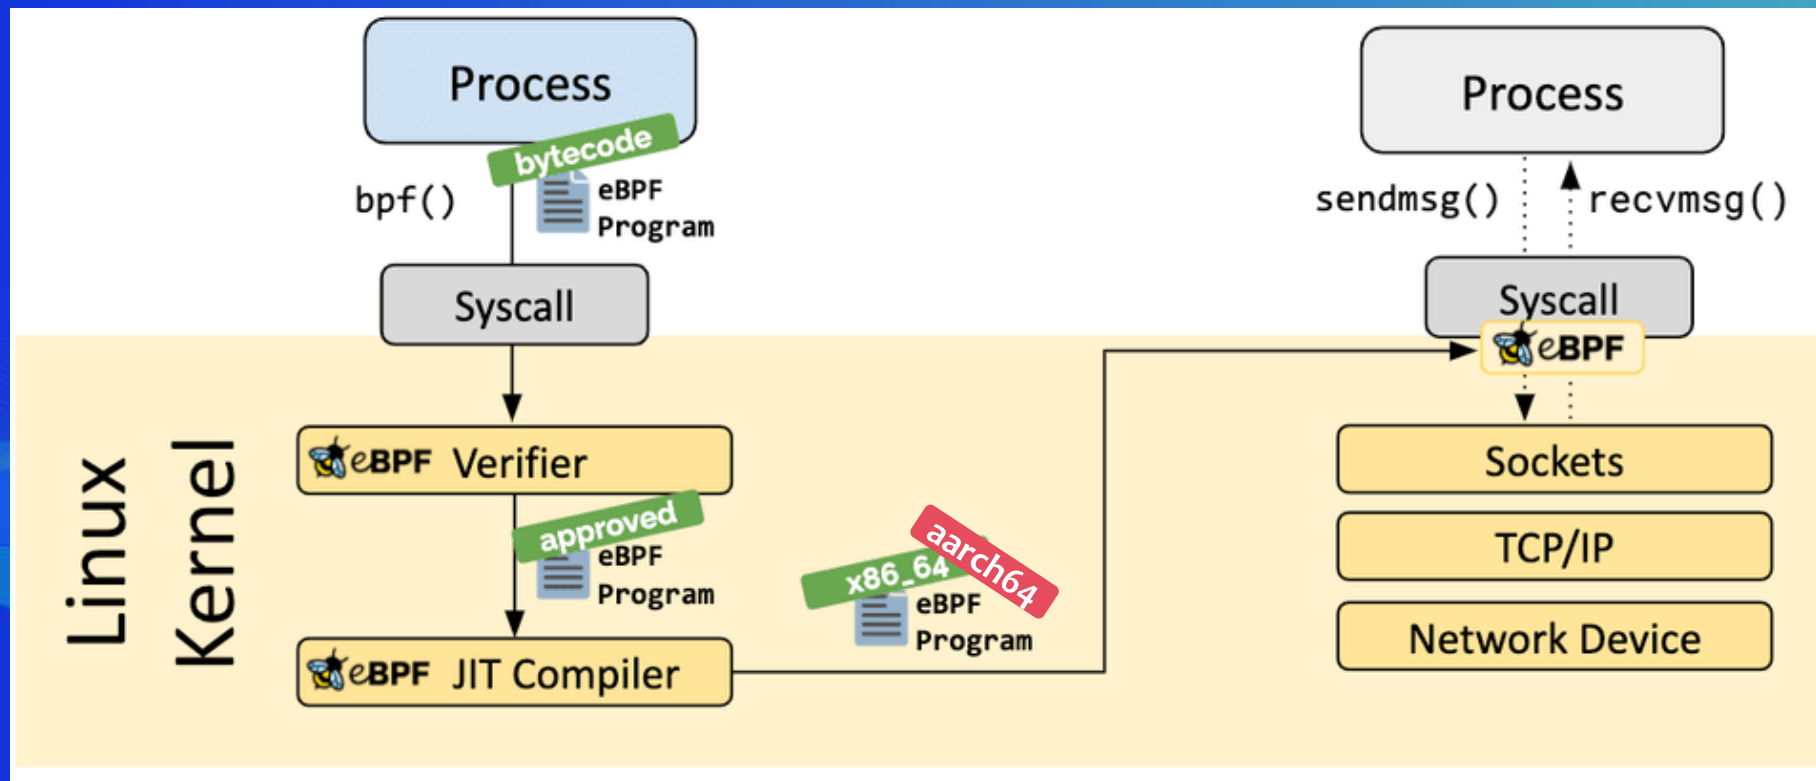 Process
bytecode
bpf()
eBPF
Program
Syscall
Linux
Kernel
eBPF Verifier
approved
eBPF
Program
eBPF JIT Compiler
x86_64
aarch64
eBPF
Program
Process
sendmsg()
recvmsg()
Syscall
eBPF
Sockets
TCP/IP
Network Device